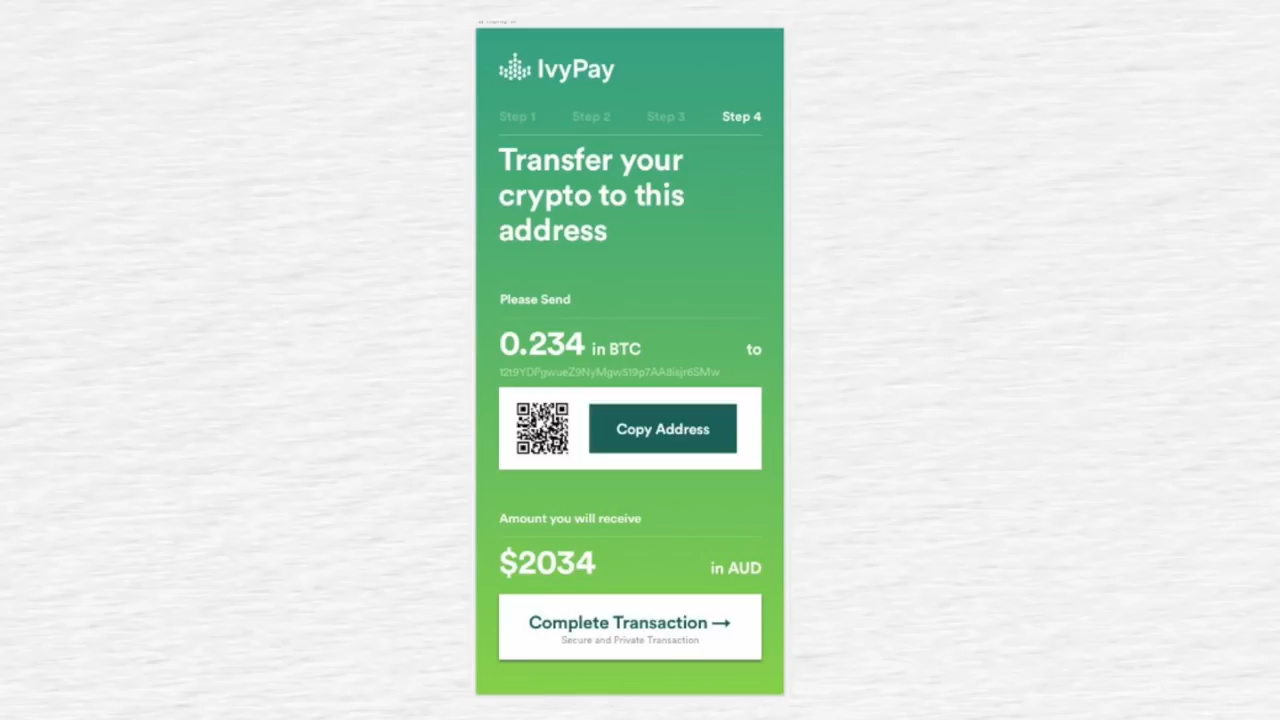 IvyPay
Step 1 Step 2 Step 3 Step 4
Transfer your
crypto to this
address
Please Send
0.234 in BTC to
Copy Address
Amount you will receive
$2034 in AUD
Complete Transaction →
Secure and Private Transaction